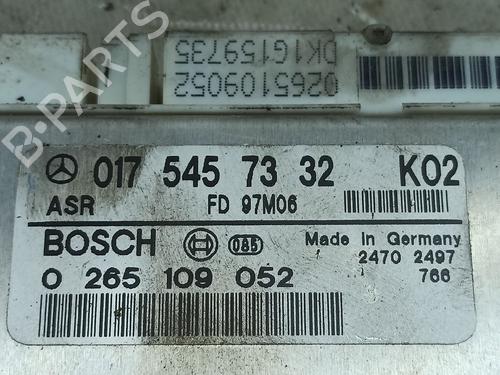 0265109052
DK1G159735
017 545 73 32 K02
ASR FD 97M06
BOSCH 085 Made in Germany
0 265 109 052 2470 2497
766
B-PARTS